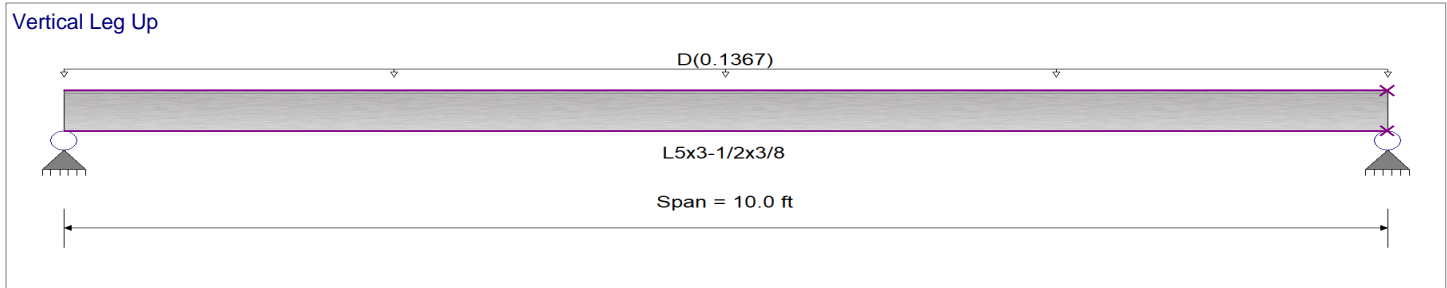 Vertical Leg Up
D(0.1367)
L5x3-1/2x3/8
Span = 10.0 ft